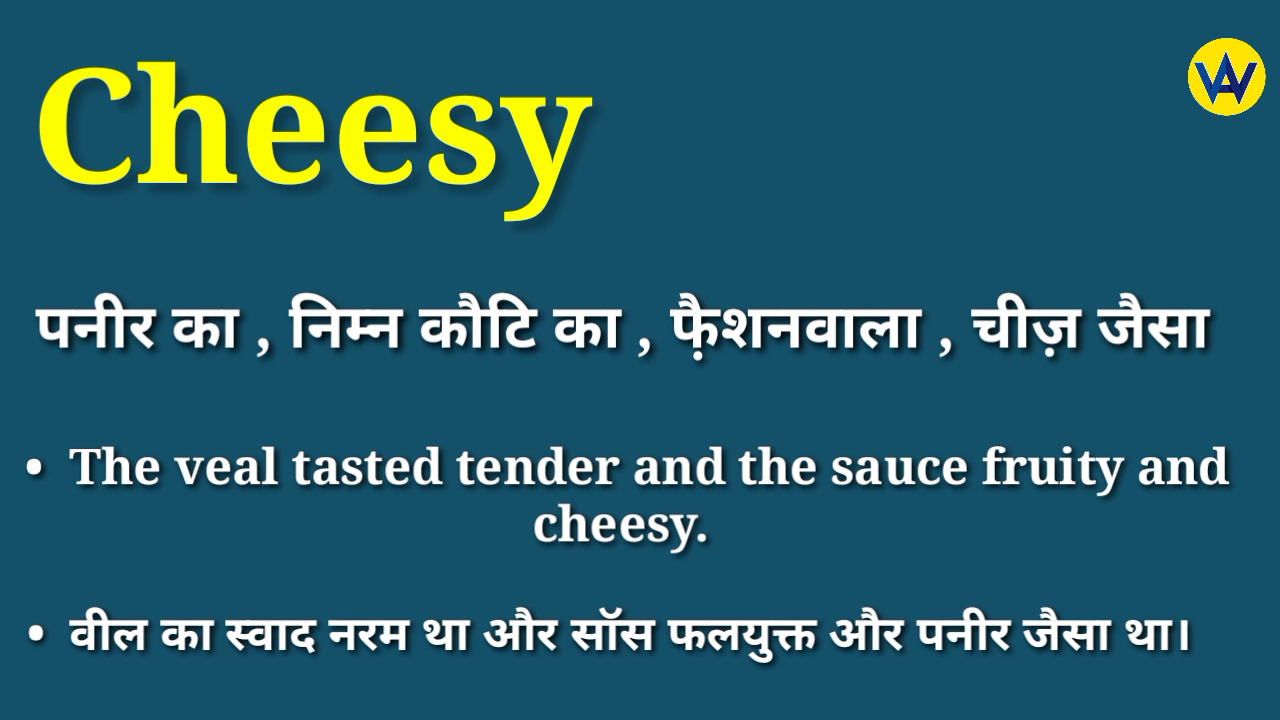 Cheesy
पनीर का , निम्न कौटि का , फ़ैशनवाला , चीज़ जैसा
• The veal tasted tender and the sauce fruity and
cheesy.
• वील का स्वाद नरम था और सॉस फलयुक्त और पनीर जैसा था।